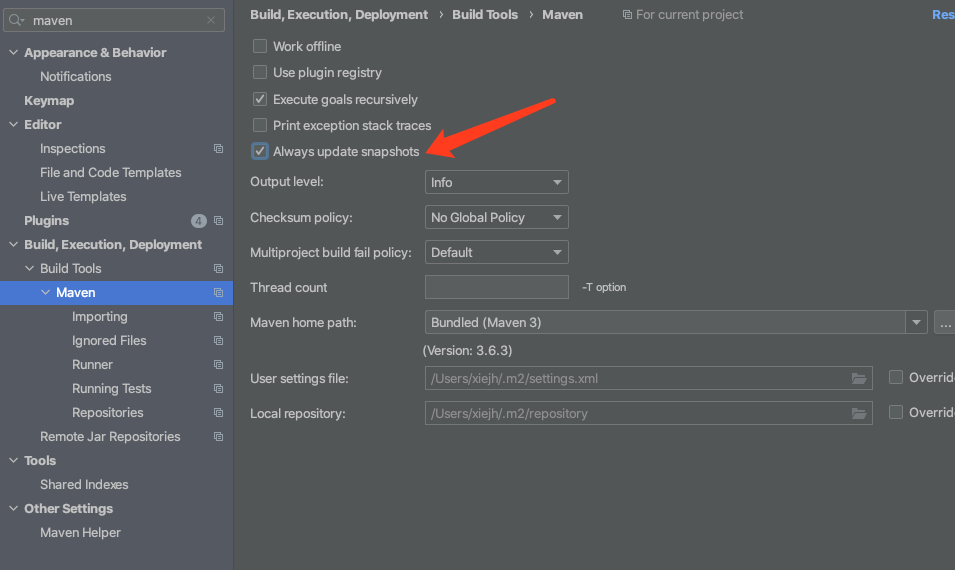 maven
Appearance & Behavior
Notifications
Keymap
Editor
Inspections
File and Code Templates
Live Templates
Plugins 4
Build, Execution, Deployment
Build Tools
Maven
Importing
Ignored Files
Runner
Running Tests
Repositories
Remote Jar Repositories
Tools
Shared Indexes
Other Settings
Maven Helper
Build, Execution, Deployment › Build Tools › Maven For current project Res
Work offline
Use plugin registry
Execute goals recursively
Print exception stack traces
Always update snapshots
Output level: Info
Checksum policy: No Global Policy
Multiproject build fail policy: Default
Thread count -T option
Maven home path: Bundled (Maven 3) ...
(Version: 3.6.3)
User settings file: /Users/xiejh/.m2/settings.xml Overrid
Local repository: /Users/xiejh/.m2/repository Overrid